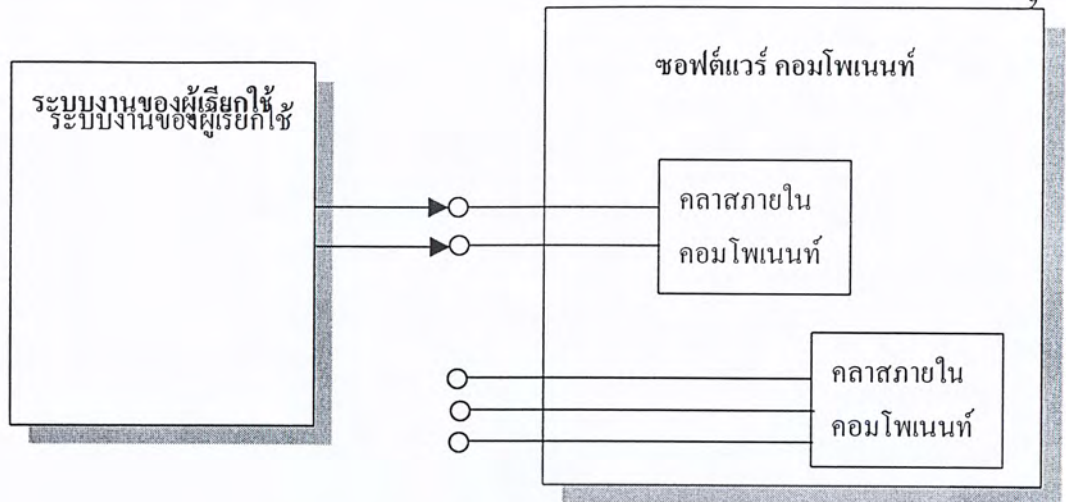 ซอฟต์แวร์ คอมโพเนนท์
ระบบงานของผู้เรียกใช้
ระบบงานของผู้เรียกใช้
คลาสภายใน
คอมโพเนนท์
คลาสภายใน
คอมโพเนนท์